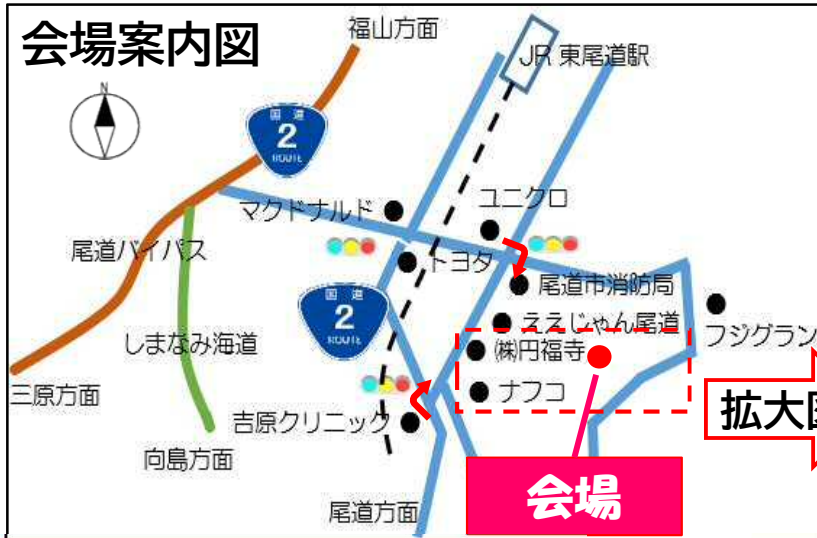 会場案内図
福山方面
JR 東尾道駅
N
国道
2
ROUTE
ユニクロ
マクドナルド
尾道バイパス
トヨタ
尾道市消防局
国道
2
ROUTE
ええじゃん尾道
フジグラン
しまなみ海道
㈱円福寺
三原方面
ナフコ
拡大図
吉原クリニック
向島方面
会場
尾道方面